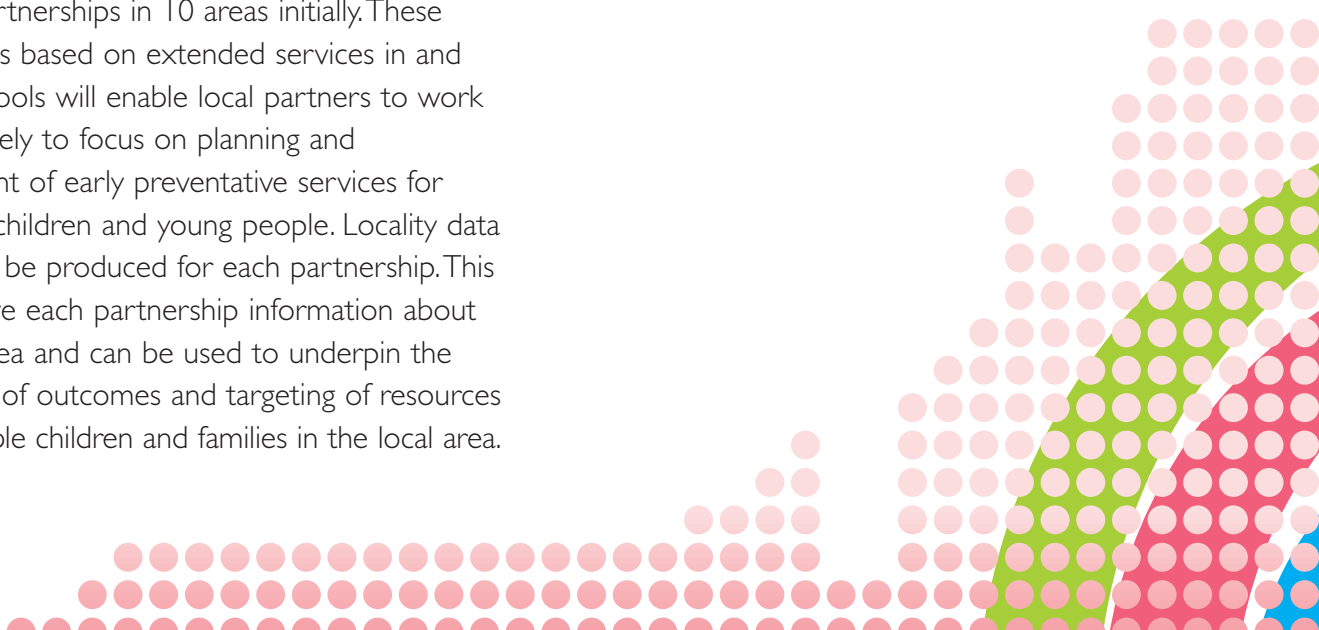 rtnerships in 10 areas initially. These
s based on extended services in and
ools will enable local partners to work
ely to focus on planning and
nt of early preventative services for
children and young people. Locality data
be produced for each partnership. This
e each partnership information about
ea and can be used to underpin the
of outcomes and targeting of resources
ole children and families in the local area.